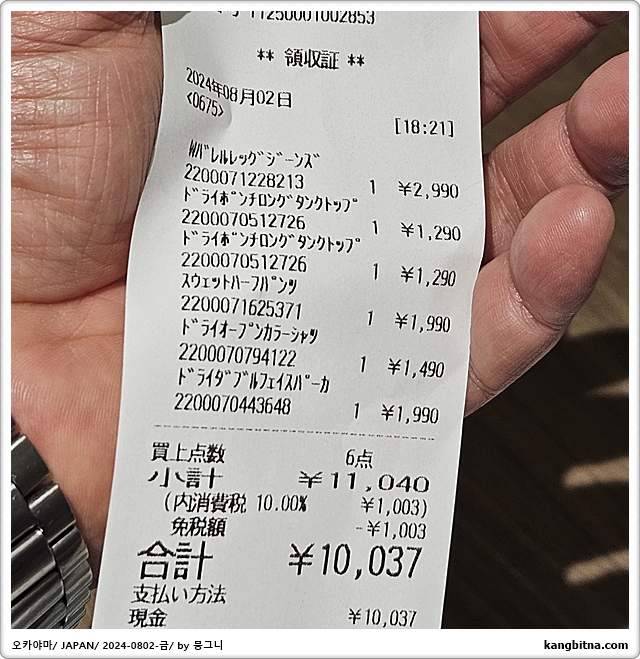 11250001002853
** 領収証 **
2024年08月02日
<0675>
[18:21]
Wﾊﾞﾚﾙﾚｯｸﾞｼﾞｰﾝｽﾞ
2200071228213 1 ¥2,990
ﾄﾞﾗｲﾎﾟﾝﾁﾛﾝｸﾞﾀﾝｸﾄｯﾌﾟ
2200070512726 1 ¥1,290
ﾄﾞﾗｲﾎﾟﾝﾁﾛﾝｸﾞﾀﾝｸﾄｯﾌﾟ
2200070512726 1 ¥1,290
ｽｳｪｯﾄﾊｰﾌﾊﾟﾝﾂ
2200071625371 1 ¥1,990
ﾄﾞﾗｲｵｰﾌﾟﾝｶﾗｰｼｬﾂ
2200070794122 1 ¥1,490
ﾄﾞﾗｲﾀﾞﾌﾞﾙﾌｪｲｽﾊﾟｰｶ
2200070443648 1 ¥1,990
買上点数 6点
小計 ¥11,040
(内消費税 10.00% ¥1,003)
免税額 -¥1,003
合計 ¥10,037
支払い方法
現金 ¥10,037
오카야마/ JAPAN/ 2024-0802-금/ by 뭉그니
kangbitna.com